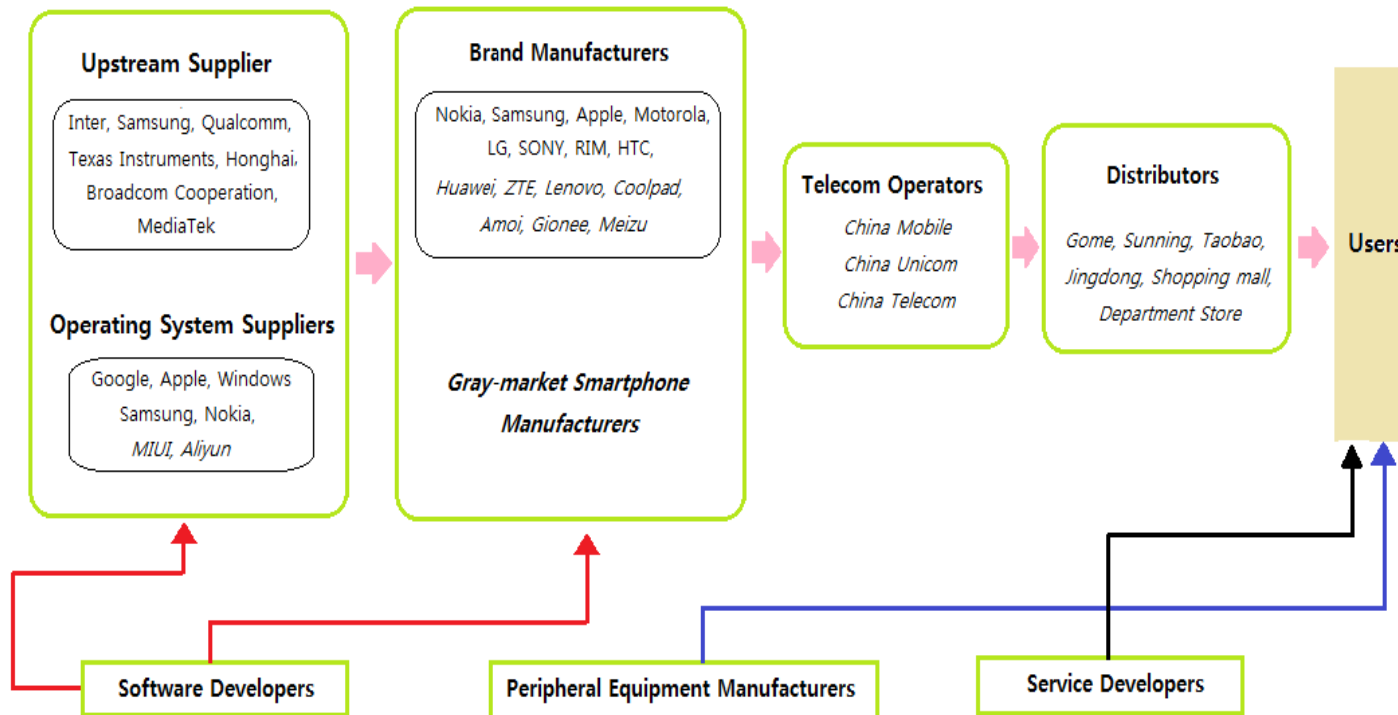 Upstream Supplier
Inter, Samsung, Qualcomm,
Texas Instruments, Honghai,
Broadcom Cooperation,
MediaTek
Operating System Suppliers
Google, Apple, Windows
Samsung, Nokia,
MIUI, Aliyun
Brand Manufacturers
Nokia, Samsung, Apple, Motorola,
LG, SONY, RIM, HTC,
Huawei, ZTE, Lenovo, Coolpad,
Amoi, Gionee, Meizu
Gray-market Smartphone
Manufacturers
Telecom Operators
China Mobile
China Unicom
China Telecom
Distributors
Gome, Sunning, Taobao,
Jingdong, Shopping mall,
Department Store
Users
Software Developers
Peripheral Equipment Manufacturers
Service Developers